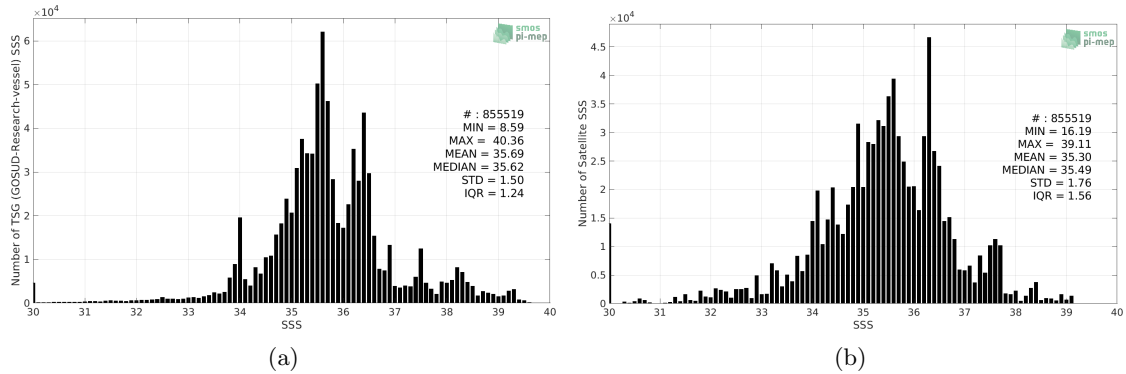 ×10⁴
smos
pi-mep
Number of TSG (GOSUD-Research-vessel) SSS
6
5
4
3
2
1
0
# : 855519
MIN = 8.59
MAX = 40.36
MEAN = 35.69
MEDIAN = 35.62
STD = 1.50
IQR = 1.24
30 31 32 33 34 35 36 37 38 39 40
SSS
(a)
×10⁴
smos
pi-mep
Number of Satellite SSS
4.5
4
3.5
3
2.5
2
1.5
1
0.5
0
# : 855519
MIN = 16.19
MAX = 39.11
MEAN = 35.30
MEDIAN = 35.49
STD = 1.76
IQR = 1.56
30 31 32 33 34 35 36 37 38 39 40
SSS
(b)